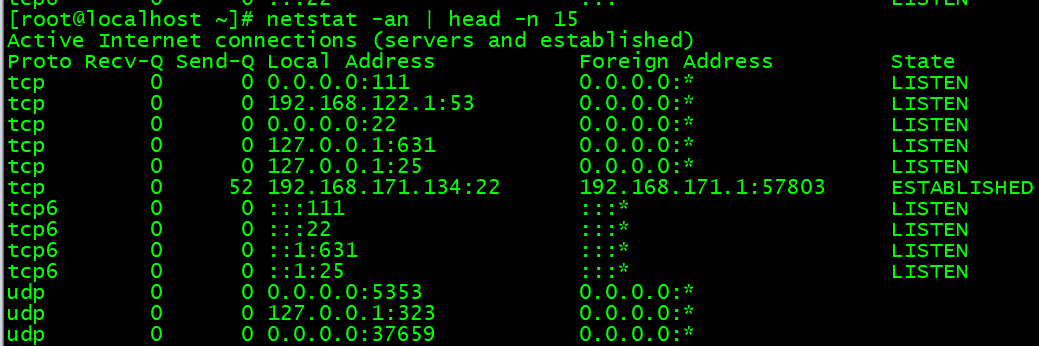 :::22 :::* LISTEN
[root@localhost ~]# netstat -an | head -n 15
Active Internet connections (servers and established)
Proto Recv-Q Send-Q Local Address Foreign Address State
tcp 0 0 0.0.0.0:111 0.0.0.0:* LISTEN
tcp 0 0 192.168.122.1:53 0.0.0.0:* LISTEN
tcp 0 0 0.0.0.0:22 0.0.0.0:* LISTEN
tcp 0 0 127.0.0.1:631 0.0.0.0:* LISTEN
tcp 0 0 127.0.0.1:25 0.0.0.0:* LISTEN
tcp 0 52 192.168.171.134:22 192.168.171.1:57803 ESTABLISHED
tcp6 0 0 :::111 :::* LISTEN
tcp6 0 0 :::22 :::* LISTEN
tcp6 0 0 ::1:631 :::* LISTEN
tcp6 0 0 ::1:25 :::* LISTEN
udp 0 0 0.0.0.0:5353 0.0.0.0:*
udp 0 0 127.0.0.1:323 0.0.0.0:*
udp 0 0 0.0.0.0:37659 0.0.0.0:*